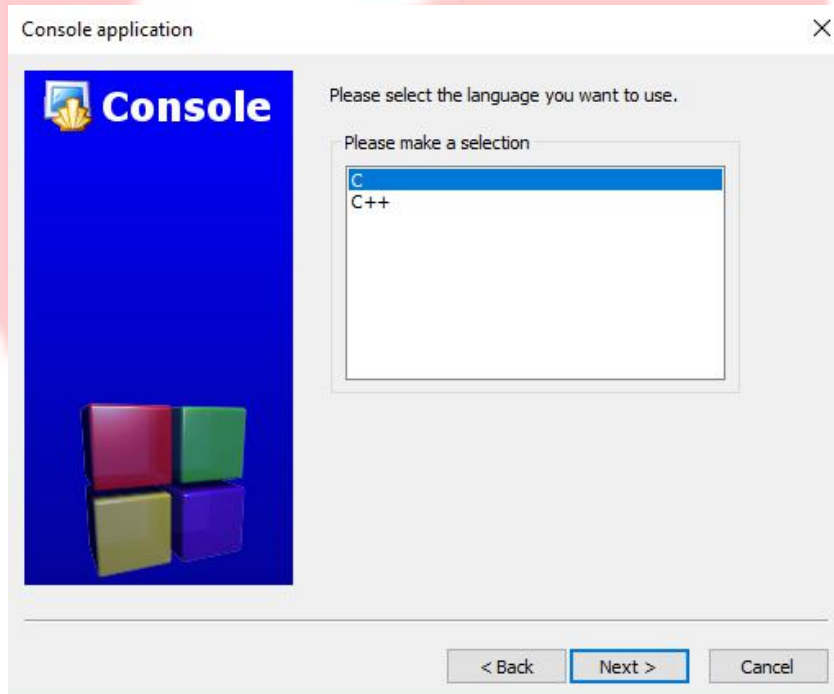 Console application
Console
Please select the language you want to use.
Please make a selection
C
C++
< Back
Next >
Cancel